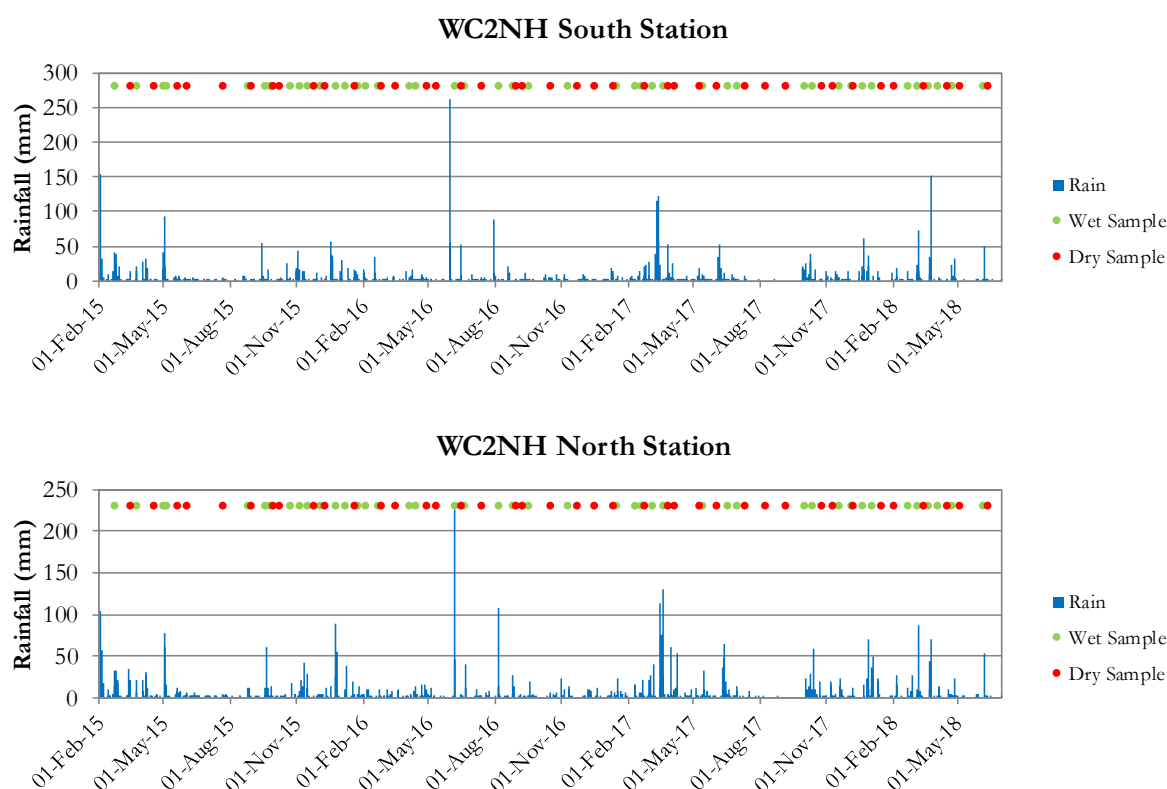 WC2NH South Station
300
250
200
150
100
50
0
Rainfall (mm)
01-Feb-15
01-May-15
01-Aug-15
01-Nov-15
01-Feb-16
01-May-16
01-Aug-16
01-Nov-16
01-Feb-17
01-May-17
01-Aug-17
01-Nov-17
01-Feb-18
01-May-18
Rain
Wet Sample
Dry Sample
WC2NH North Station
250
200
150
100
50
0
Rainfall (mm)
01-Feb-15
01-May-15
01-Aug-15
01-Nov-15
01-Feb-16
01-May-16
01-Aug-16
01-Nov-16
01-Feb-17
01-May-17
01-Aug-17
01-Nov-17
01-Feb-18
01-May-18
Rain
Wet Sample
Dry Sample